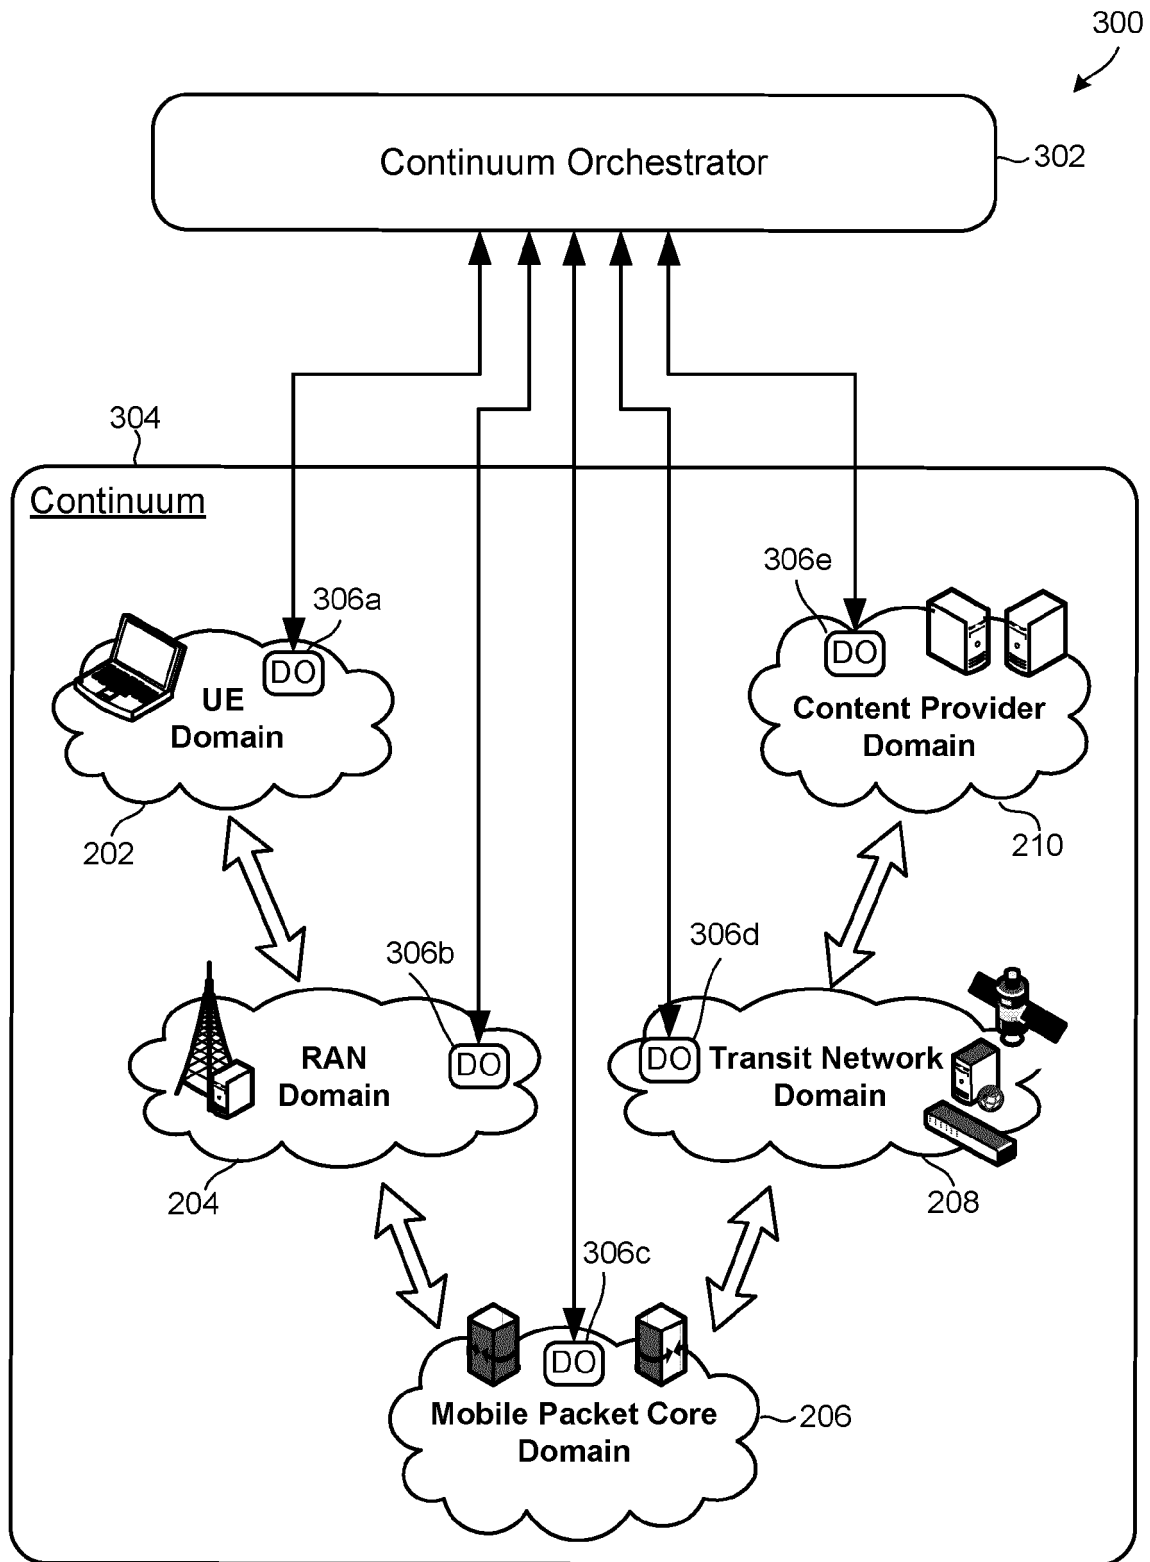 300
Continuum Orchestrator
302
304
Continuum
306e
306a
DO
DO
UE
Domain
Content Provider
Domain
202
210
306b
306d
RAN
Domain
DO
DO
Transit Network
Domain
204
208
306c
DO
Mobile Packet Core
Domain
206